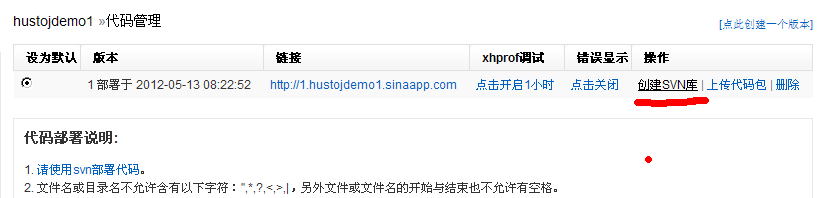 hustojdemo1 »代码管理
[点此创建一个版本]
设为默认 版本 链接 xhprof调试 错误显示 操作
1 部署于 2012-05-13 08:22:52 http://1.hustojdemo1.sinaapp.com 点击开启1小时 点击关闭 创建SVN库 | 上传代码包 | 删除
代码部署说明:
1. 请使用svn部署代码。
2. 文件名或目录名不允许含有以下字符：",*,?,<,>,|，另外文件或文件名的开始与结束也不允许有空格。